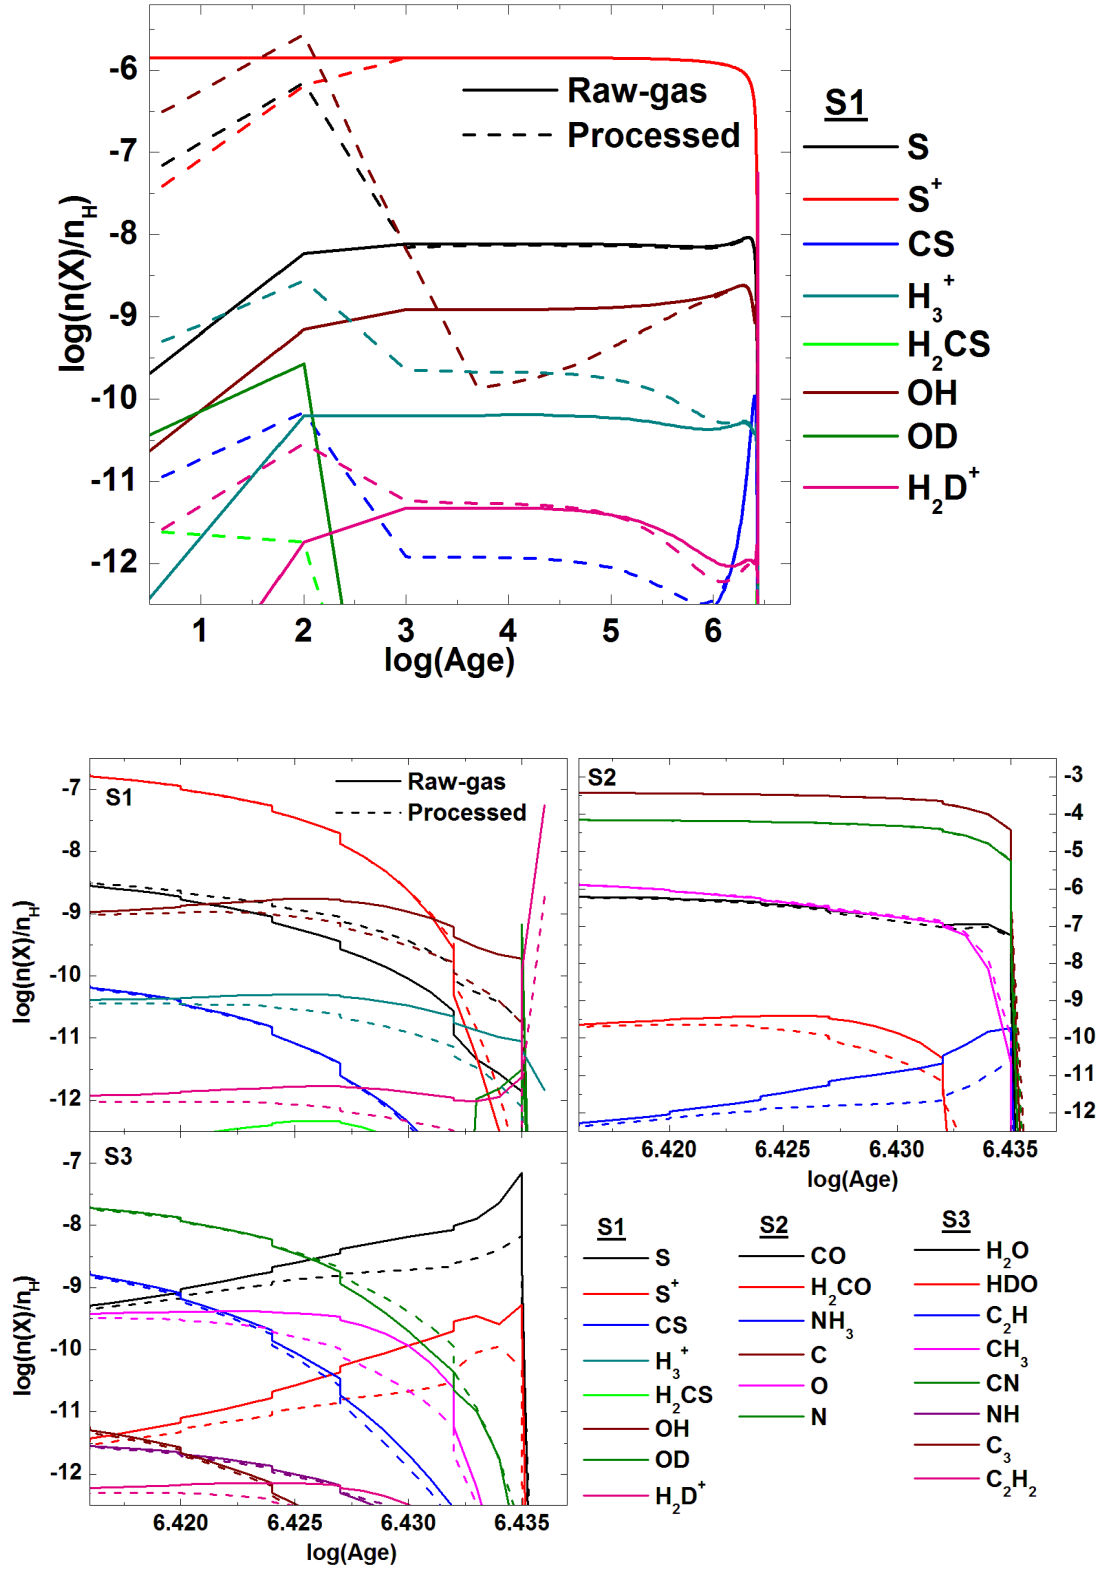 -6
-7
-8
-9
-10
-11
-12
log(n(X)/n_H)
Raw-gas
Processed
1 2 3 4 5 6
log(Age)
S1
S
S⁺
CS
H₃⁺
H₂CS
OH
OD
H₂D⁺
S1
Raw-gas
Processed
-7
-8
-9
-10
-11
-12
log(n(X)/n_H)
S2
-3
-4
-5
-6
-7
-8
-9
-10
-11
-12
6.420 6.425 6.430 6.435
log(Age)
S3
-7
-8
-9
-10
-11
-12
log(n(X)/n_H)
6.420 6.425 6.430 6.435
log(Age)
S1
S
S⁺
CS
H₃⁺
H₂CS
OH
OD
H₂D⁺
S2
CO
H₂CO
NH₃
C
O
N
S3
H₂O
HDO
C₂H
CH₃
CN
NH
C₃
C₂H₂